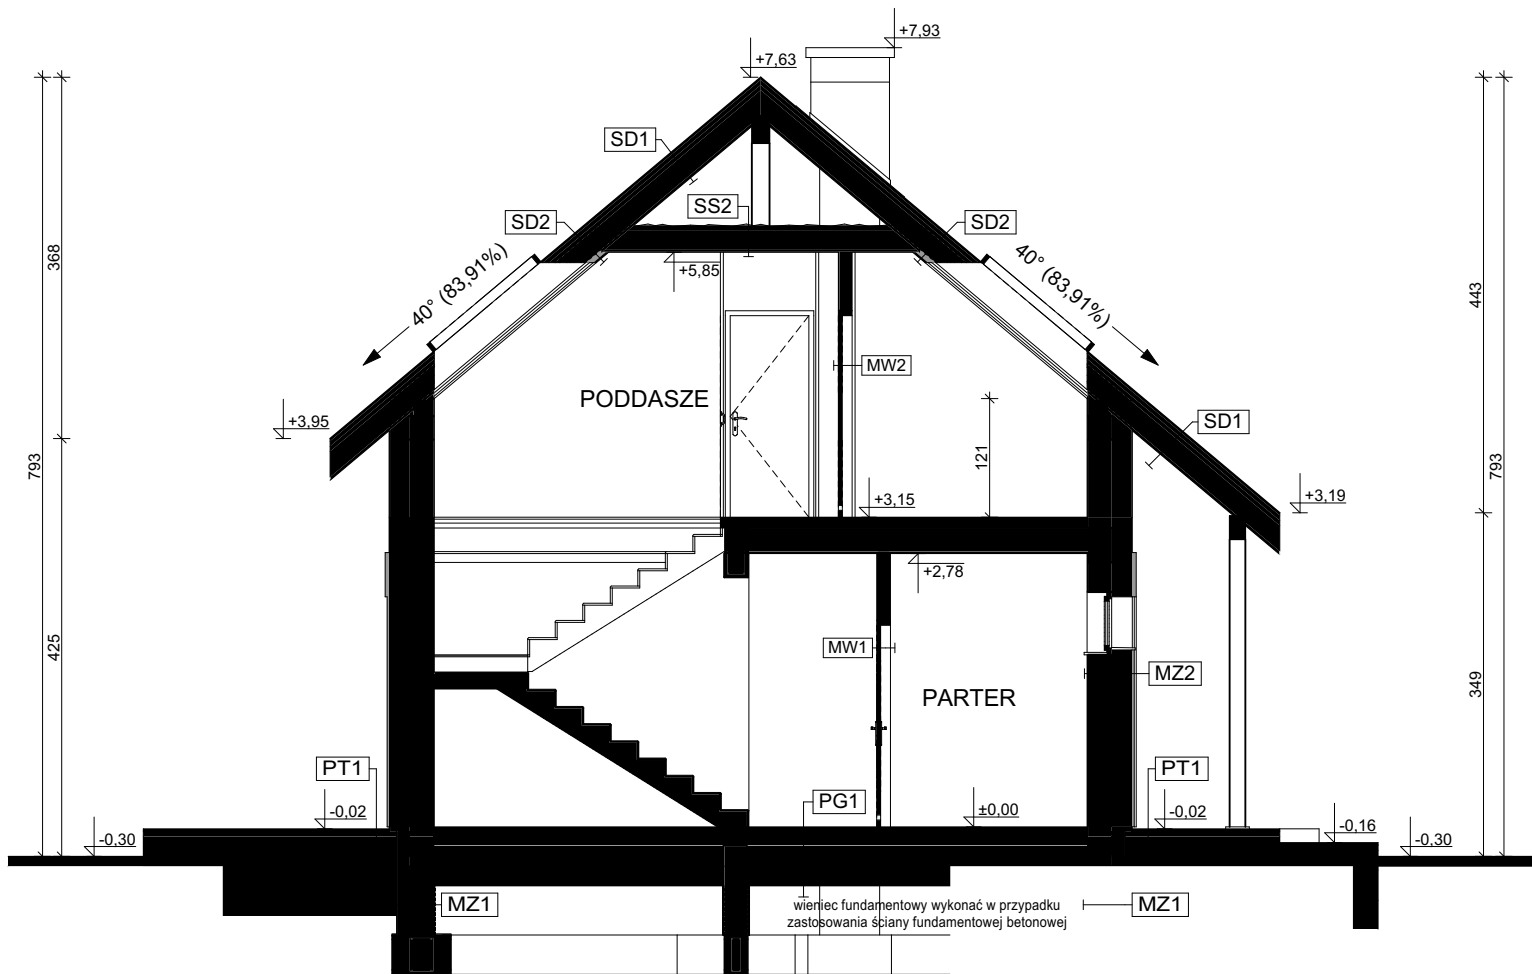 +7,93
+7,63
SD1
SS2
SD2
SD2
40° (83,91%)
40° (83,91%)
368
443
+5,85
MW2
PODDASZE
+3,95
SD1
793
121
793
+3,15
+3,19
+2,78
425
MW1
MZ2
349
PARTER
PT1
PT1
PG1
-0,02
±0,00
-0,02
-0,30
-0,16
-0,30
MZ1
wieniec fundamentowy wykonać w przypadku
zastosowania ściany fundamentowej betonowej
MZ1